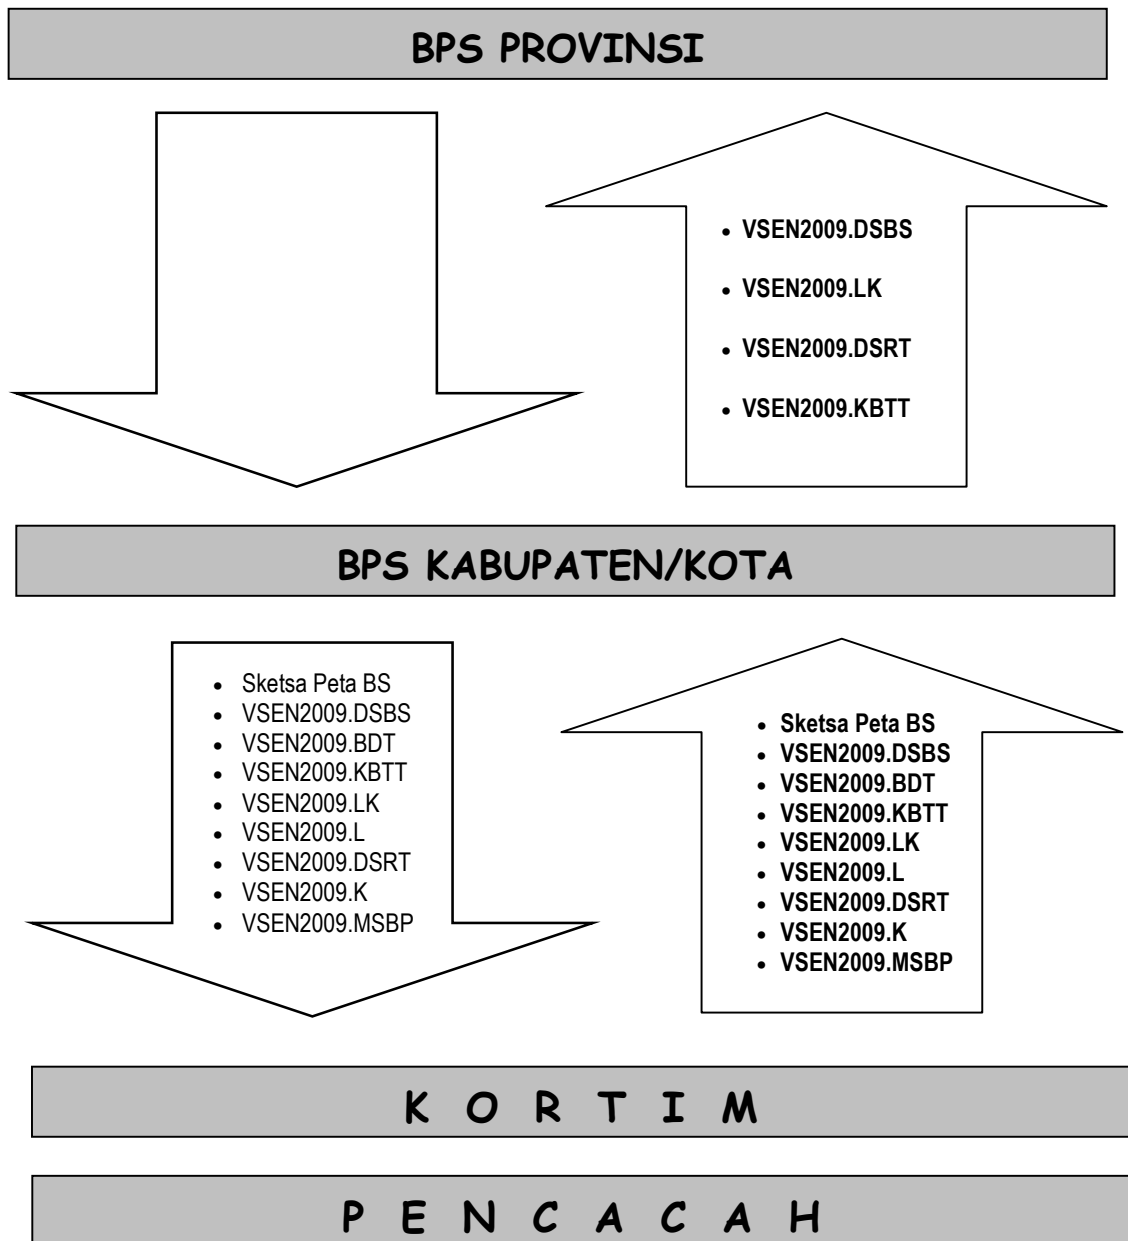 BPS PROVINSI
• VSEN2009.DSBS
• VSEN2009.LK
• VSEN2009.DSRT
• VSEN2009.KBTT
BPS KABUPATEN/KOTA
• Sketsa Peta BS
• VSEN2009.DSBS
• VSEN2009.BDT
• VSEN2009.KBTT
• VSEN2009.LK
• VSEN2009.L
• VSEN2009.DSRT
• VSEN2009.K
• VSEN2009.MSBP
• Sketsa Peta BS
• VSEN2009.DSBS
• VSEN2009.BDT
• VSEN2009.KBTT
• VSEN2009.LK
• VSEN2009.L
• VSEN2009.DSRT
• VSEN2009.K
• VSEN2009.MSBP
K O R T I M
P E N C A C A H